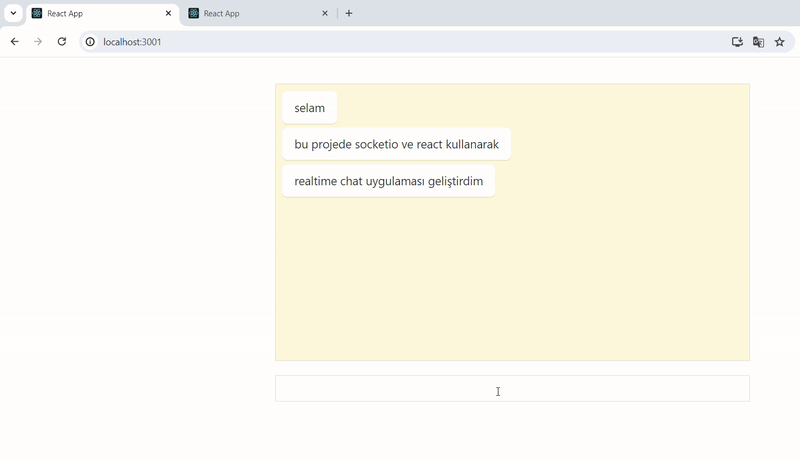 React App
React App
localhost:3001
selam
bu projede socketio ve react kullanarak
realtime chat uygulaması geliştirdim